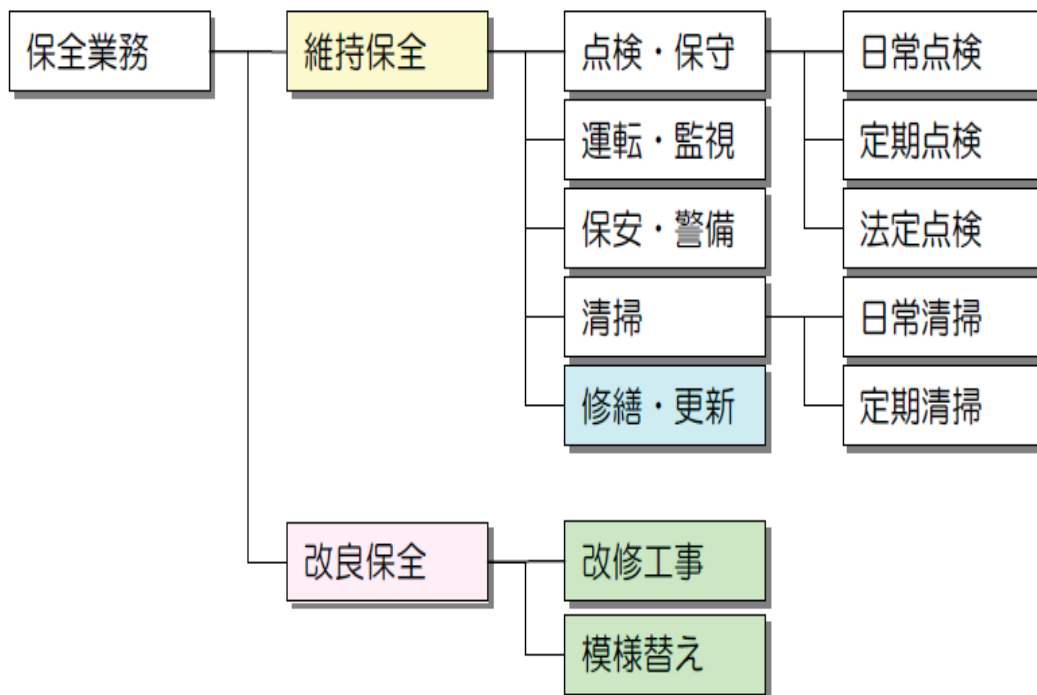 保全業務
維持保全
点検・保守
日常点検
運転・監視
定期点検
保安・警備
法定点検
清掃
日常清掃
修繕・更新
定期清掃
改良保全
改修工事
模様替え